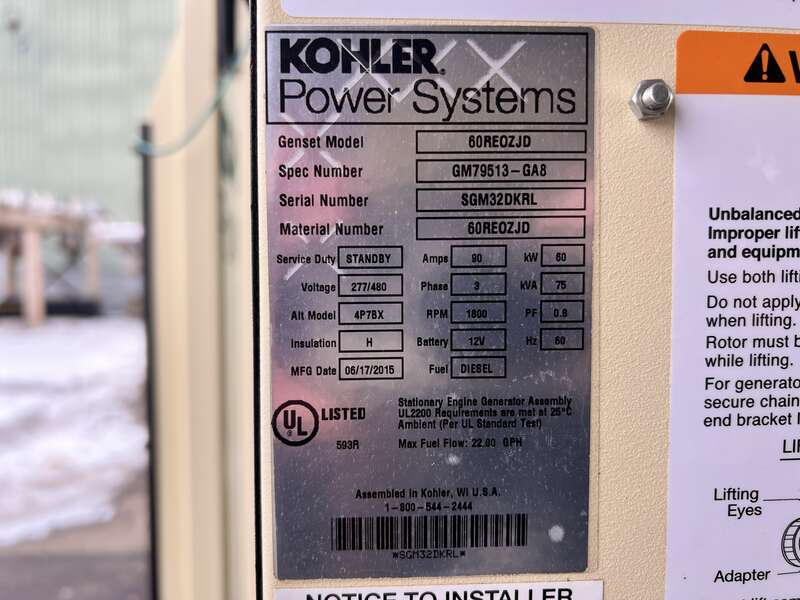 KOHLER®
Power Systems
Genset Model 60REOZJD
Spec Number GM79513-GA8
Serial Number SGM32DKRL
Material Number 60REOZJD
Service Duty STANDBY Amps 90 kW 60
Voltage 277/480 Phase 3 kVA 75
Alt Model 4P7BX RPM 1800 PF 0.8
Insulation H Battery 12V Hz 60
MFG Date 06/17/2015 Fuel DIESEL
UL® LISTED
593R
Stationary Engine Generator Assembly
UL2200 Requirements are met at 25°C
Ambient (Per UL Standard Test)
Max Fuel Flow: 22.00 GPH
Assembled in Kohler, WI U.S.A.
1-800-544-2444
*SGM32DKRL*
NOTICE TO INSTALLER
Unbalanced
Improper lif
and equipm
Use both lifti
Do not apply
when lifting.
Rotor must b
while lifting.
For generato
secure chain
end bracket l
LI
Lifting
Eyes
Adapter